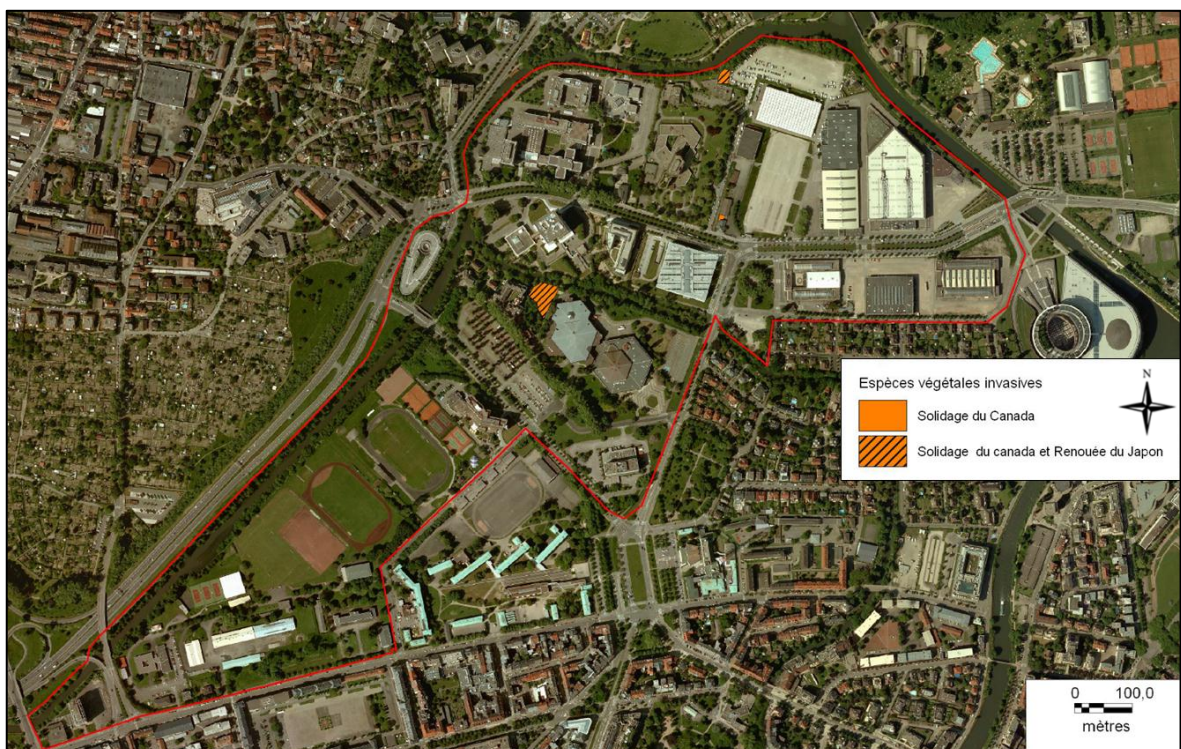 Espèces végétales invasives
N
Solidage du Canada
Solidage du canada et Renouée du Japon
0 100,0
mètres